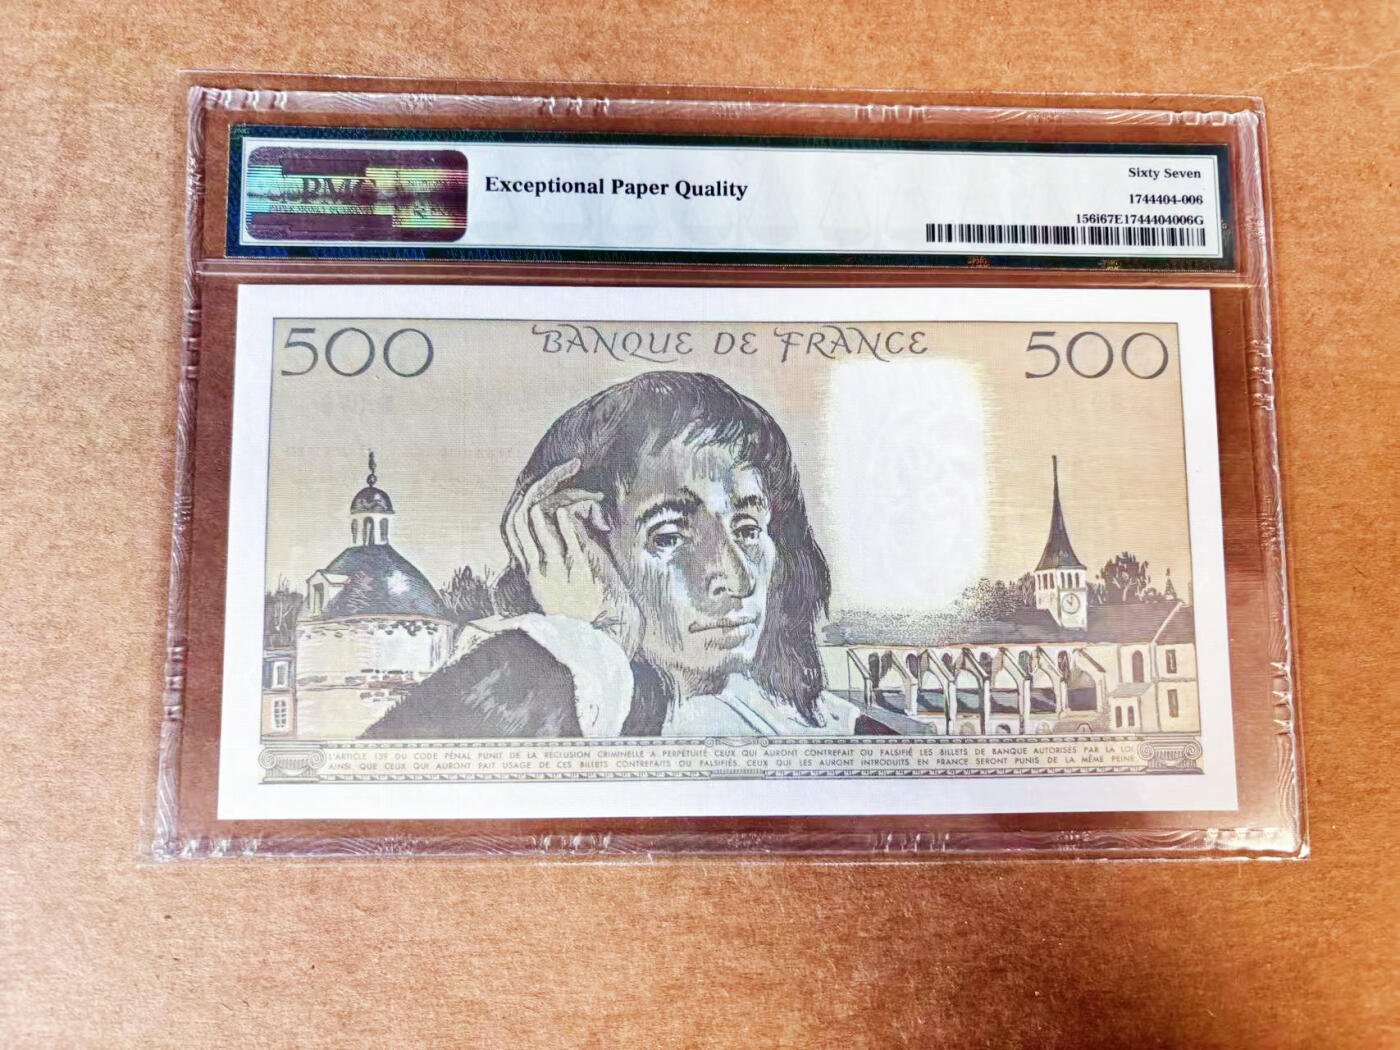 PMG
Exceptional Paper Quality
Sixty Seven
1744404-006
156i67E1744404006G
500 BANQUE DE FRANCE 500
L'ARTICLE 139 DU CODE PÉNAL PUNIT DE LA RÉCLUSION CRIMINELLE A PERPÉTUITÉ CEUX QUI AURONT CONTREFAIT OU FALSIFIÉ LES BILLETS DE BANQUE AUTORISÉS PAR LA LOI
AINSI QUE CEUX QUI AURONT FAIT USAGE DE CES BILLETS CONTREFAITS OU FALSIFIÉS. CEUX QUI LES AURONT INTRODUITS EN FRANCE SERONT PUNIS DE LA MÊME PEINE